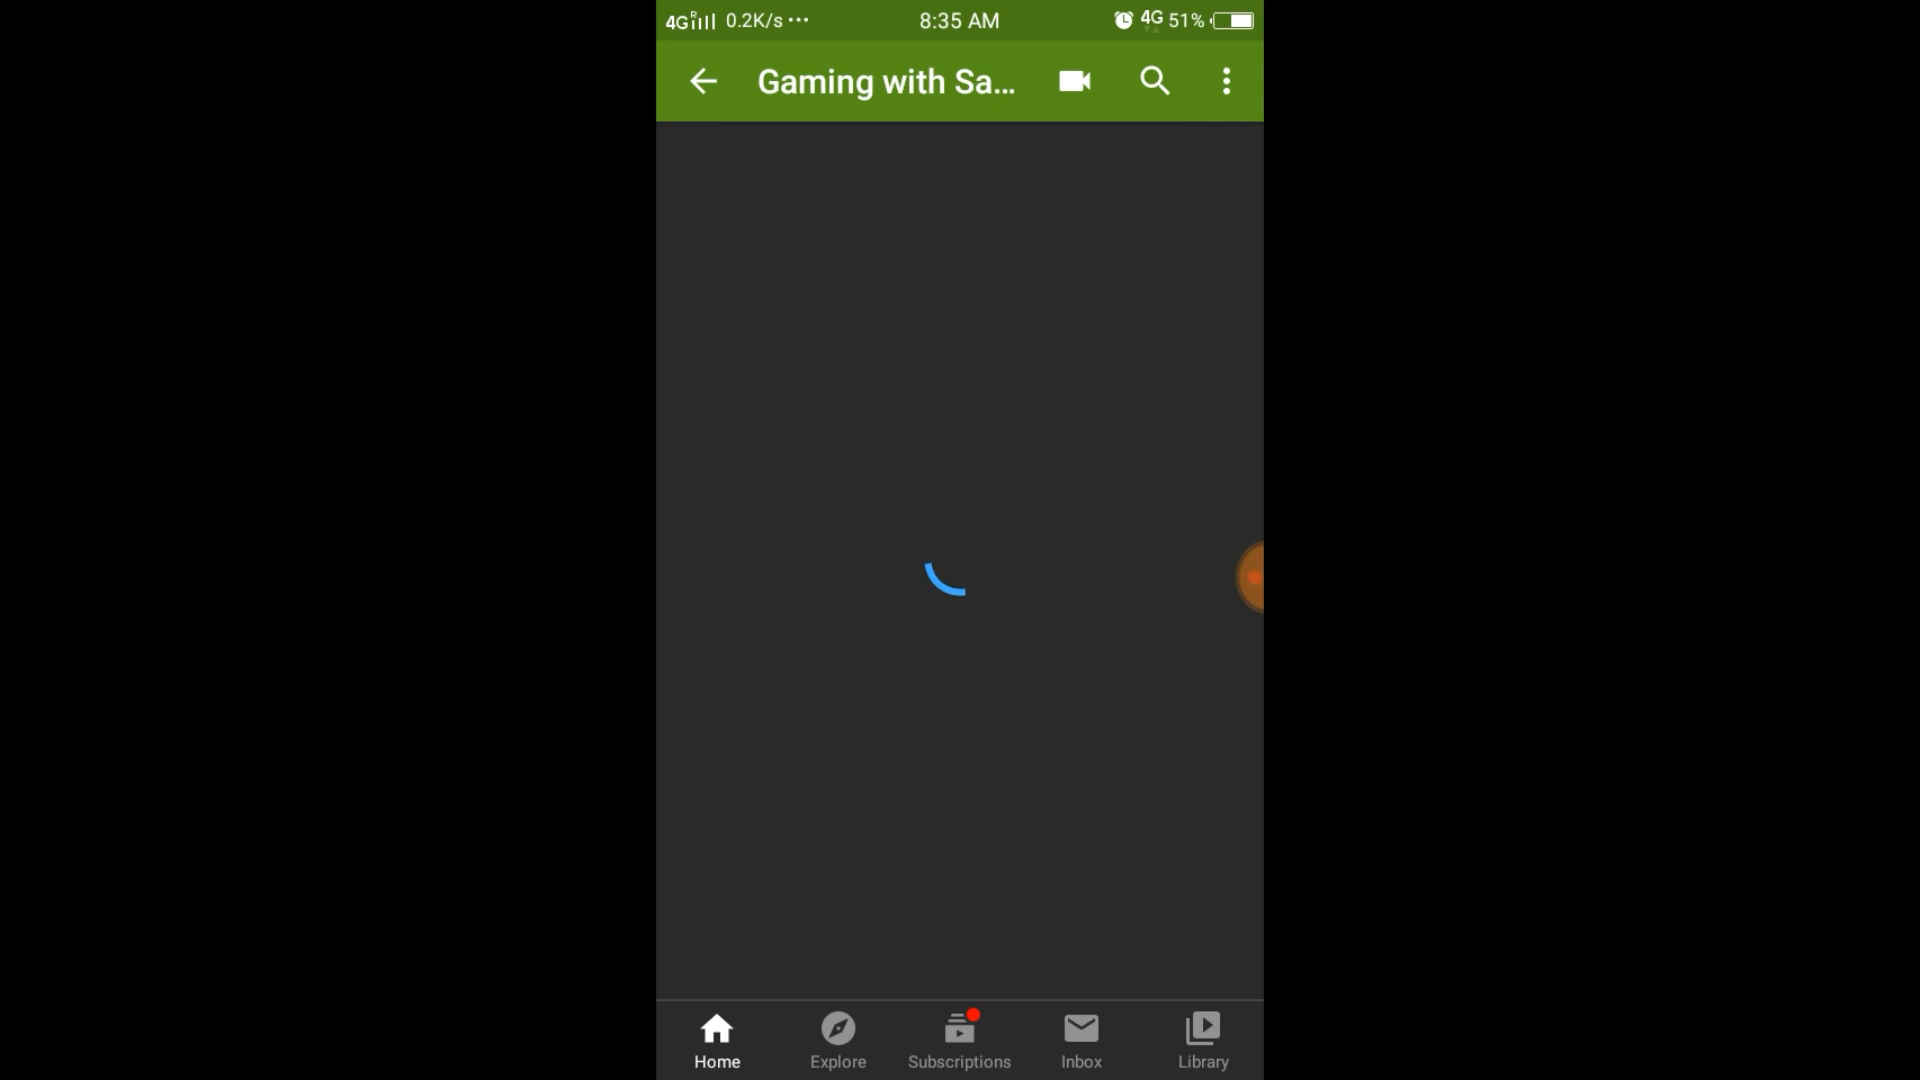 4G R 0.2K/s ··· 8:35 AM 4G 51%
Gaming with Sa...
Home Explore Subscriptions Inbox Library